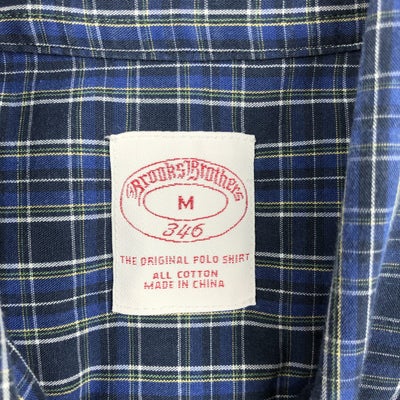 Brooks Brothers
M
346
THE ORIGINAL POLO SHIRT
ALL COTTON
MADE IN CHINA